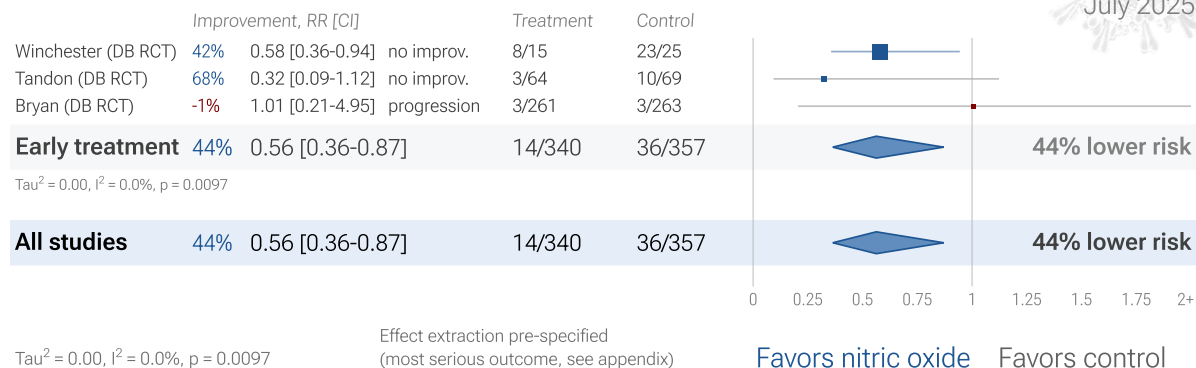 July 2025
Improvement, RR [CI] Treatment Control
Winchester (DB RCT) 42% 0.58 [0.36-0.94] no improv. 8/15 23/25
Tandon (DB RCT) 68% 0.32 [0.09-1.12] no improv. 3/64 10/69
Bryan (DB RCT) -1% 1.01 [0.21-4.95] progression 3/261 3/263
Early treatment 44% 0.56 [0.36-0.87] 14/340 36/357 44% lower risk
Tau² = 0.00, I² = 0.0%, p = 0.0097
All studies 44% 0.56 [0.36-0.87] 14/340 36/357 44% lower risk
0 0.25 0.5 0.75 1 1.25 1.5 1.75 2+
Effect extraction pre-specified
(most serious outcome, see appendix)
Tau² = 0.00, I² = 0.0%, p = 0.0097 Favors nitric oxide Favors control